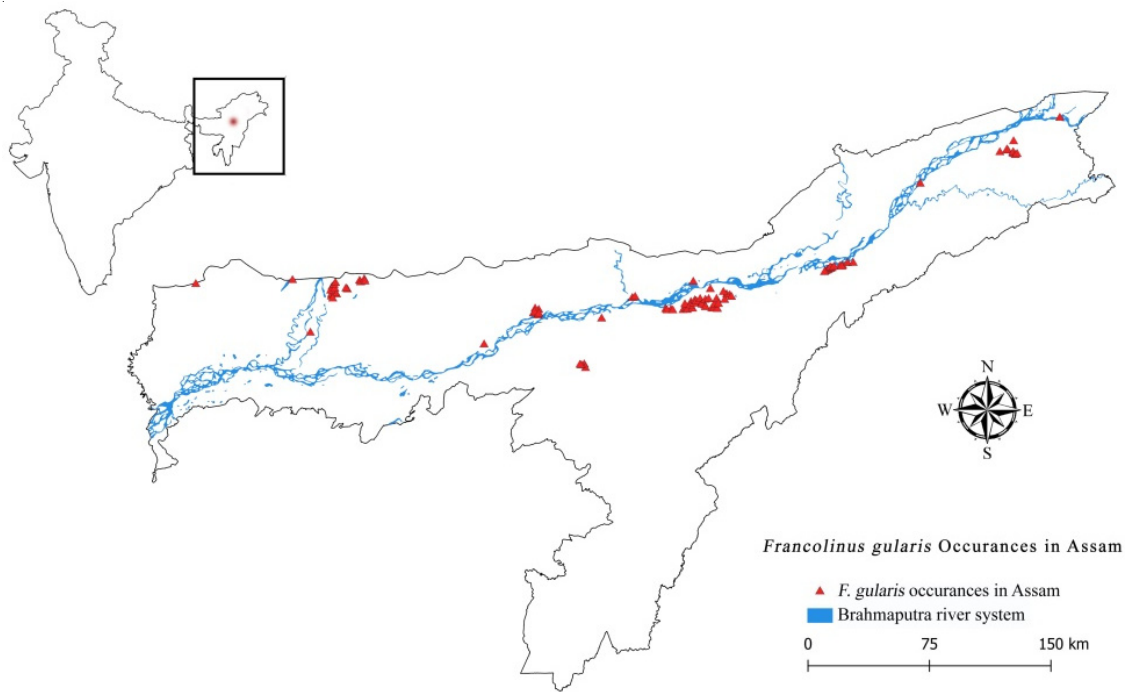 N
W E
S
Francolinus gularis Occurances in Assam
F. gularis occurances in Assam
Brahmaputra river system
0 75 150 km